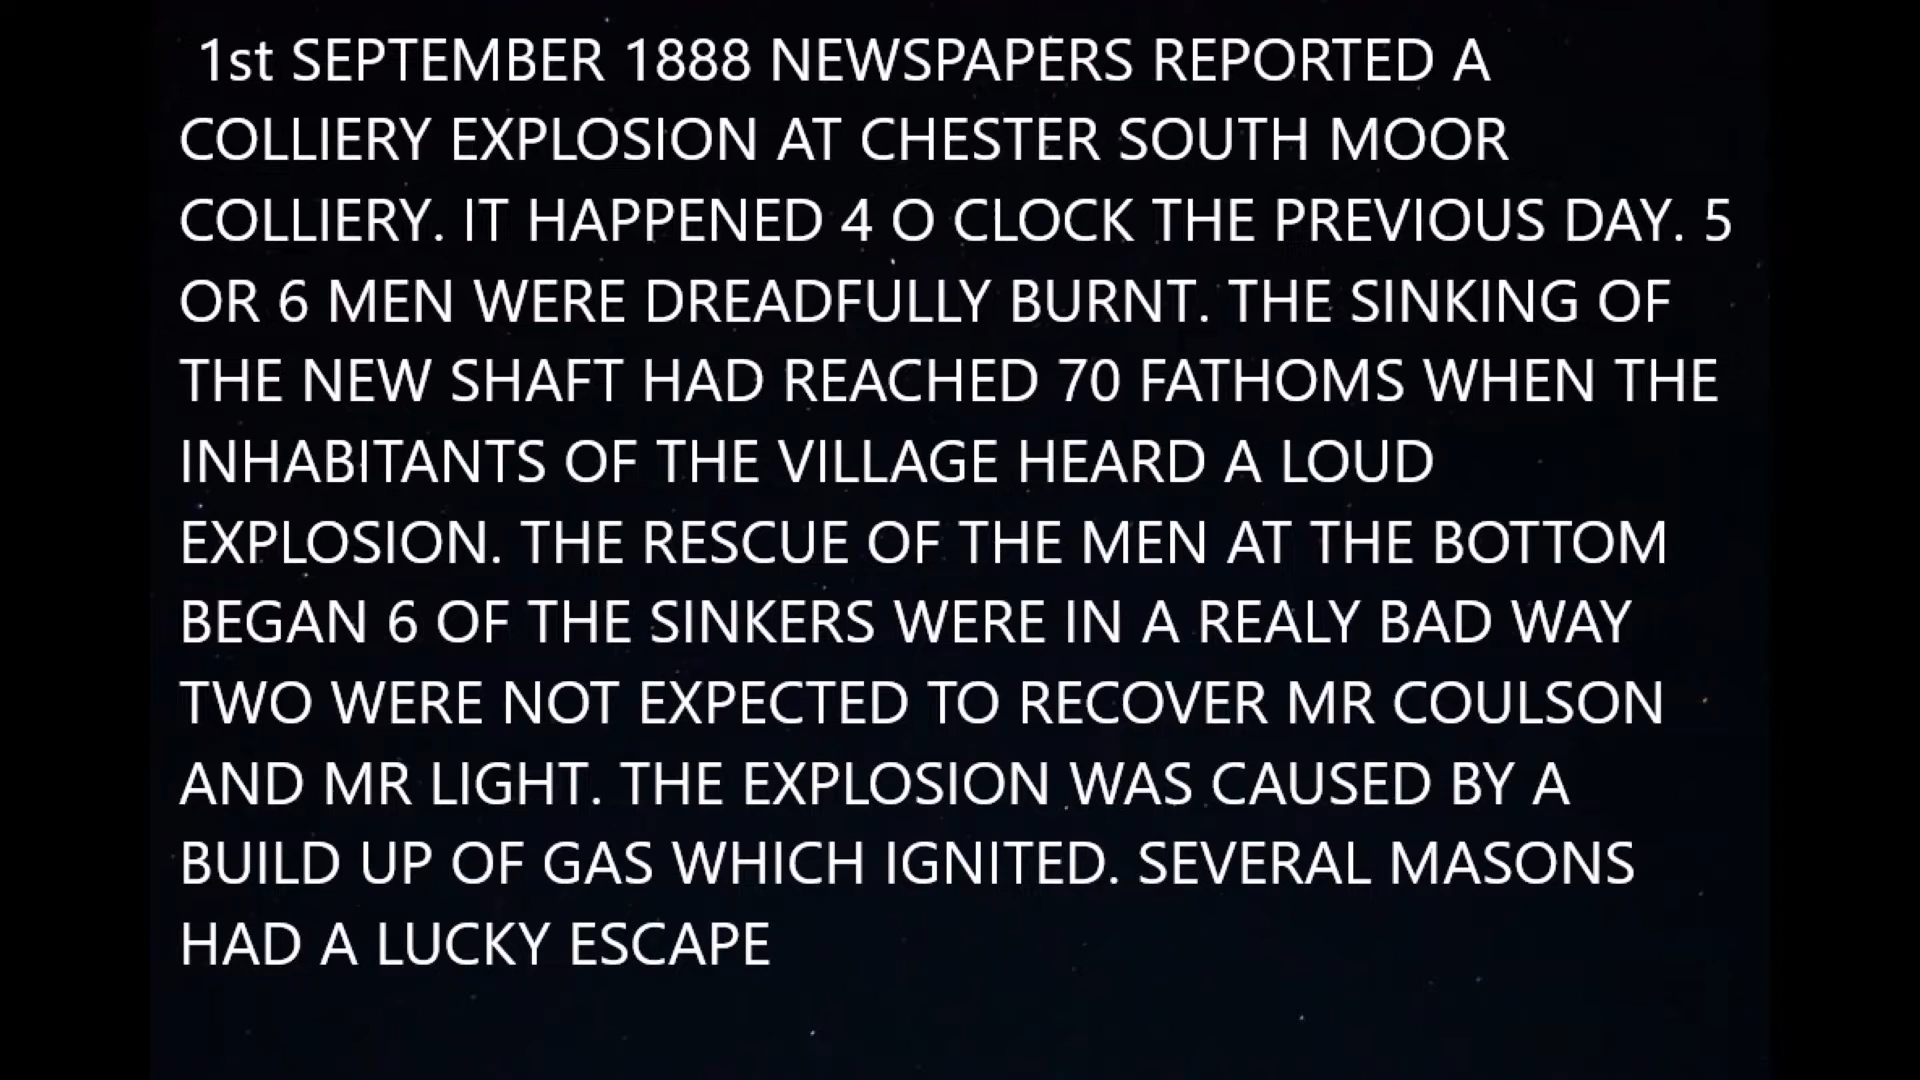 1st SEPTEMBER 1888 NEWSPAPERS REPORTED A
COLLIERY EXPLOSION AT CHESTER SOUTH MOOR
COLLIERY. IT HAPPENED 4 O CLOCK THE PREVIOUS DAY. 5
OR 6 MEN WERE DREADFULLY BURNT. THE SINKING OF
THE NEW SHAFT HAD REACHED 70 FATHOMS WHEN THE
INHABITANTS OF THE VILLAGE HEARD A LOUD
EXPLOSION. THE RESCUE OF THE MEN AT THE BOTTOM
BEGAN 6 OF THE SINKERS WERE IN A REALY BAD WAY
TWO WERE NOT EXPECTED TO RECOVER MR COULSON
AND MR LIGHT. THE EXPLOSION WAS CAUSED BY A
BUILD UP OF GAS WHICH IGNITED. SEVERAL MASONS
HAD A LUCKY ESCAPE